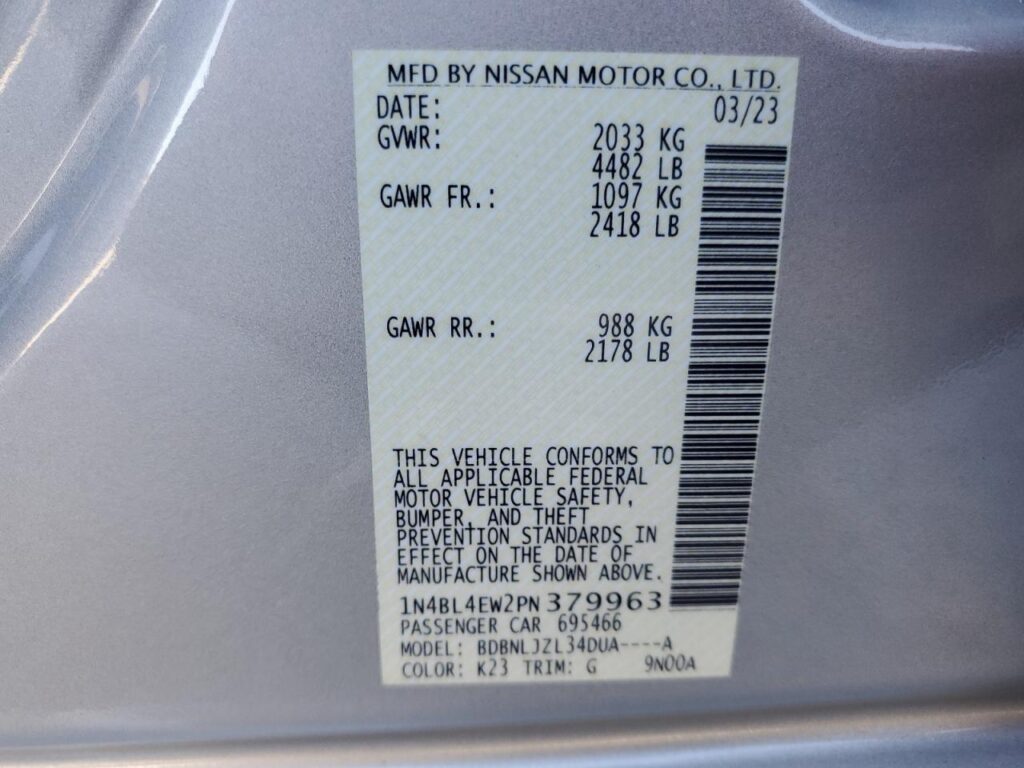 MFD BY NISSAN MOTOR CO., LTD.
DATE: 03/23
GVWR: 2033 KG
4482 LB
GAWR FR.: 1097 KG
2418 LB
GAWR RR.: 988 KG
2178 LB
THIS VEHICLE CONFORMS TO
ALL APPLICABLE FEDERAL
MOTOR VEHICLE SAFETY,
BUMPER, AND THEFT
PREVENTION STANDARDS IN
EFFECT ON THE DATE OF
MANUFACTURE SHOWN ABOVE.
1N4BL4EW2PN379963
PASSENGER CAR 695466
MODEL: BDBNLJZL34DUA----A
COLOR: K23 TRIM: G 9N00A